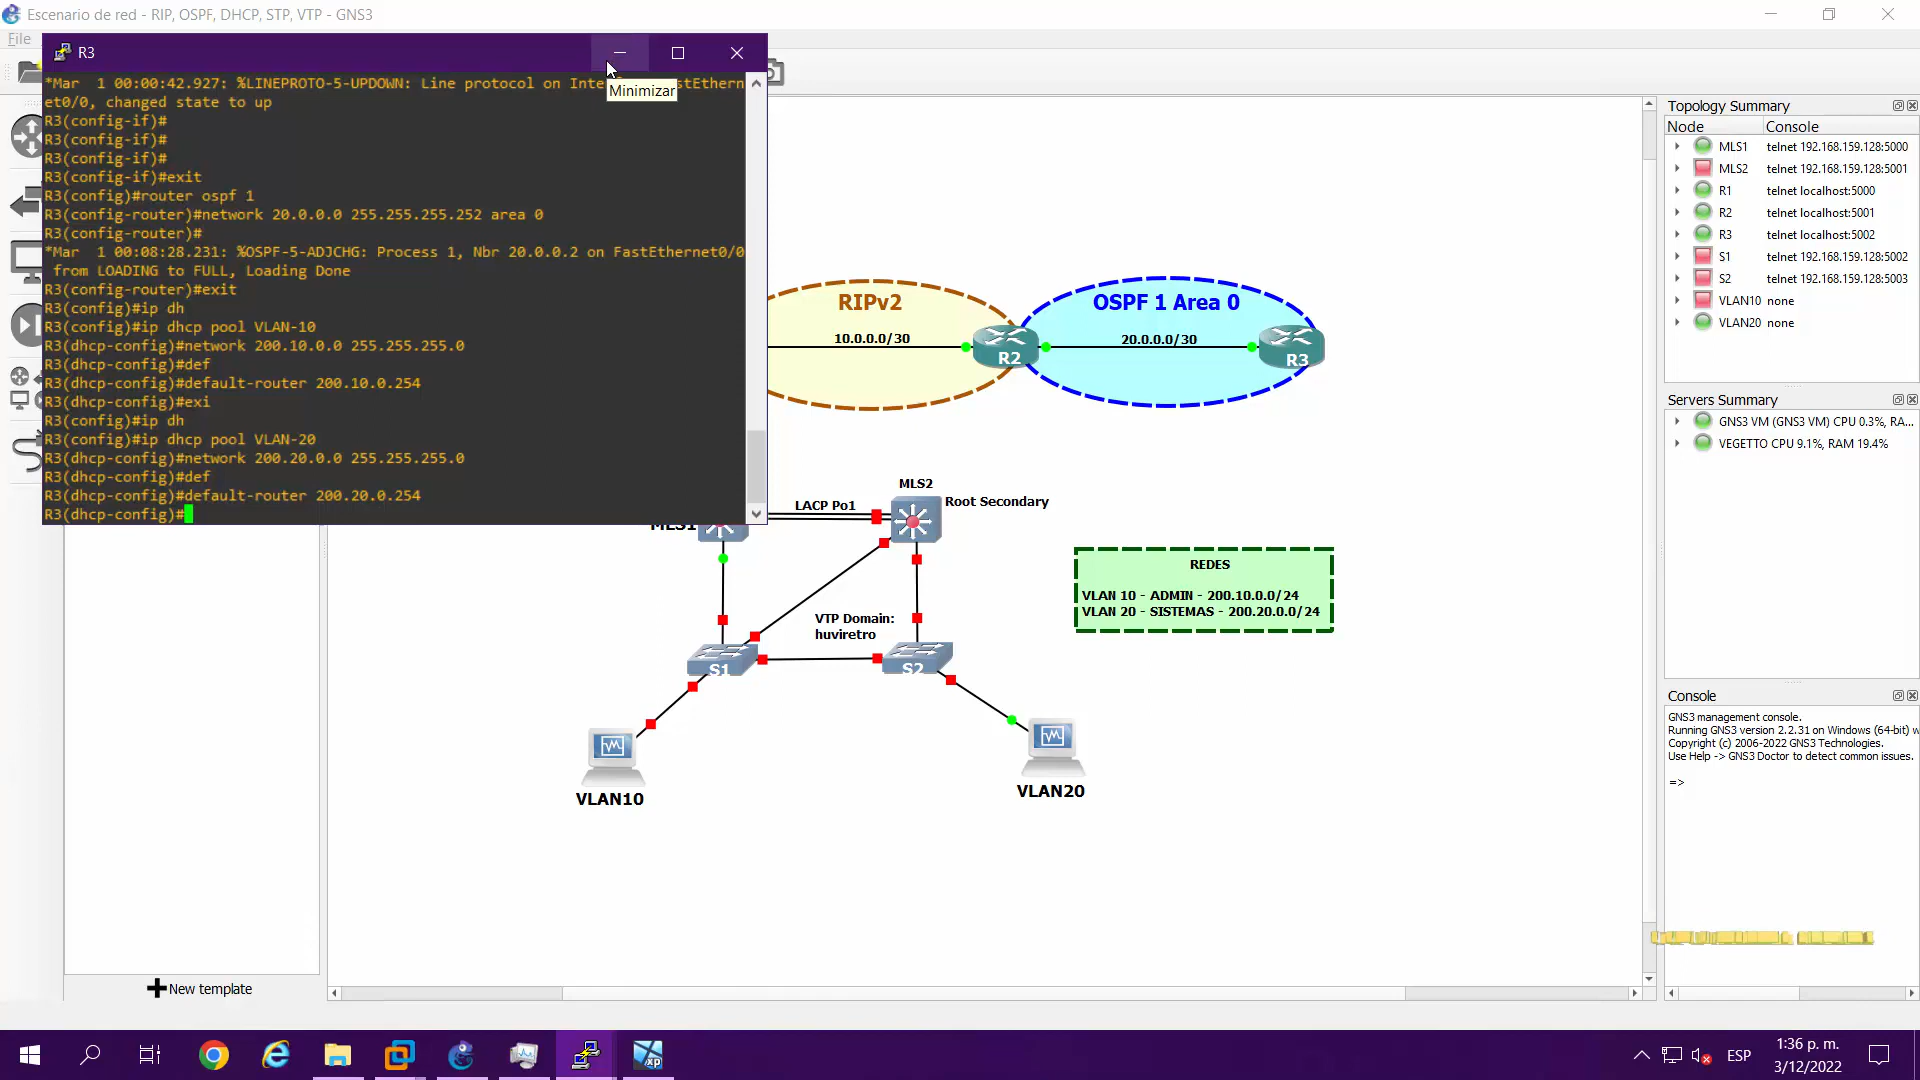 Escenario de red - RIP, OSPF, DHCP, STP, VTP - GNS3
File
R3
Minimizar
*Mar  1 00:00:42.927: %LINEPROTO-5-UPDOWN: Line protocol on Inte stEthern
et0/0, changed state to up
R3(config-if)#
R3(config-if)#
R3(config-if)#
R3(config-if)#exit
R3(config)#router ospf 1
R3(config-router)#network 20.0.0.0 255.255.255.252 area 0
R3(config-router)#
*Mar  1 00:08:28.231: %OSPF-5-ADJCHG: Process 1, Nbr 20.0.0.2 on FastEthernet0/0
from LOADING to FULL, Loading Done
R3(config-router)#exit
R3(config)#ip dh
R3(config)#ip dhcp pool VLAN-10
R3(dhcp-config)#network 200.10.0.0 255.255.255.0
R3(dhcp-config)#def
R3(dhcp-config)#default-router 200.10.0.254
R3(dhcp-config)#exi
R3(config)#ip dh
R3(config)#ip dhcp pool VLAN-20
R3(dhcp-config)#network 200.20.0.0 255.255.255.0
R3(dhcp-config)#def
R3(dhcp-config)#default-router 200.20.0.254
R3(dhcp-config)#
RIPv2
10.0.0.0/30
R2
OSPF 1 Area 0
20.0.0.0/30
R3
MLS1
LACP Po1
MLS2
Root Secondary
REDES
VLAN 10 - ADMIN - 200.10.0.0/24
VLAN 20 - SISTEMAS - 200.20.0.0/24
VTP Domain:
huviretro
S1
S2
VLAN10
VLAN20
New template
Topology Summary
Node Console
MLS1 telnet 192.168.159.128:5000
MLS2 telnet 192.168.159.128:5001
R1 telnet localhost:5000
R2 telnet localhost:5001
R3 telnet localhost:5002
S1 telnet 192.168.159.128:5002
S2 telnet 192.168.159.128:5003
VLAN10 none
VLAN20 none
Servers Summary
GNS3 VM (GNS3 VM) CPU 0.3%, RA...
VEGETTO CPU 9.1%, RAM 19.4%
Console
GNS3 management console.
Running GNS3 version 2.2.31 on Windows (64-bit) w
Copyright (c) 2006-2022 GNS3 Technologies.
Use Help -> GNS3 Doctor to detect common issues.
=>
xp
ESP
1:36 p. m.
3/12/2022